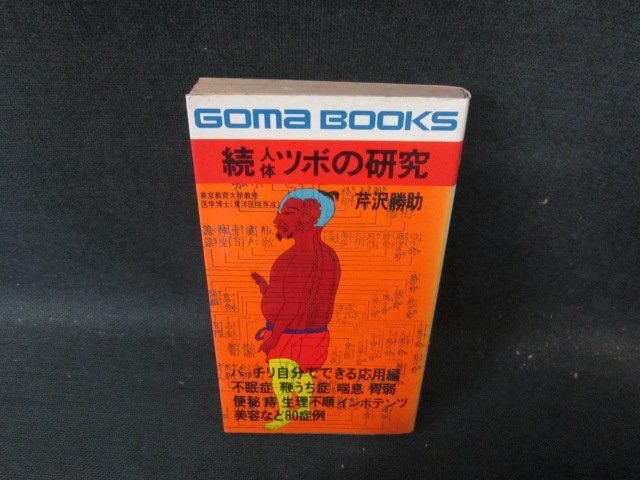 GOMA BOOKS
続 人体 ツボの研究
東京教育大学教授
医学博士(東洋医学専攻)
芹沢勝助
バッチリ自分でできる応用編
不眠症 鞭うち症 喘息 胃弱
便秘 痔 生理不順 インポテンツ
美容など80症例